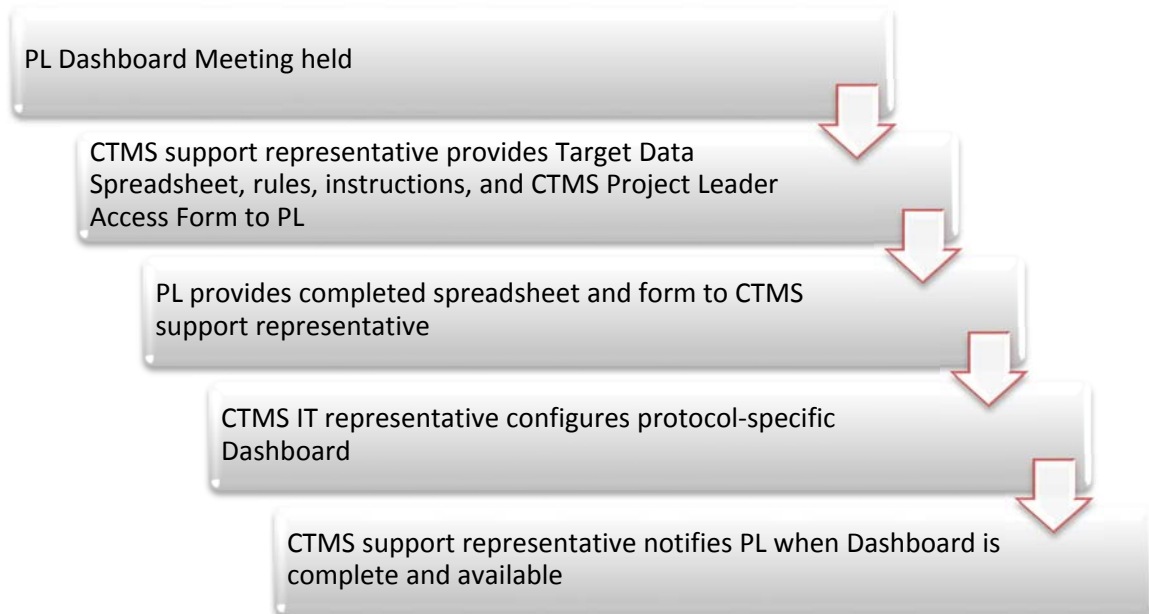 PL Dashboard Meeting held
CTMS support representative provides Target Data
Spreadsheet, rules, instructions, and CTMS Project Leader
Access Form to PL
PL provides completed spreadsheet and form to CTMS
support representative
CTMS IT representative configures protocol-specific
Dashboard
CTMS support representative notifies PL when Dashboard is
complete and available